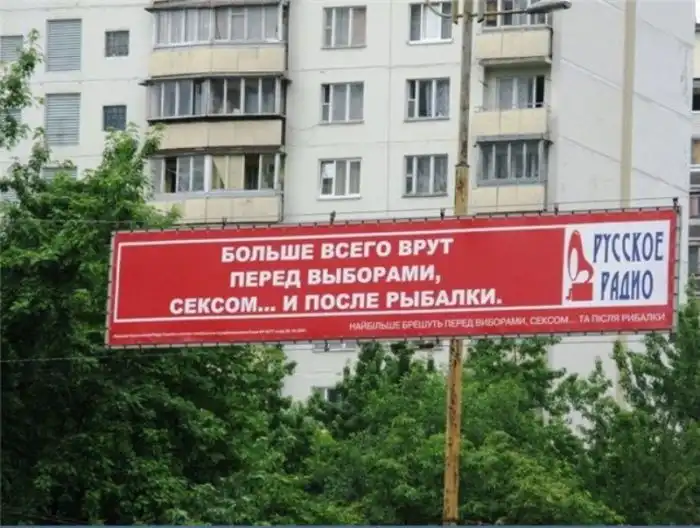 БОЛЬШЕ ВСЕГО ВРУТ
ПЕРЕД ВЫБОРАМИ,
СЕКСОМ... И ПОСЛЕ РЫБАЛКИ.
РУССКОЕ
РАДИО
НАЙБІЛЬШЕ БРЕШУТЬ ПЕРЕД ВИБОРАМИ, СЕКСОМ... ТА ПІСЛЯ РИБАЛКИ.